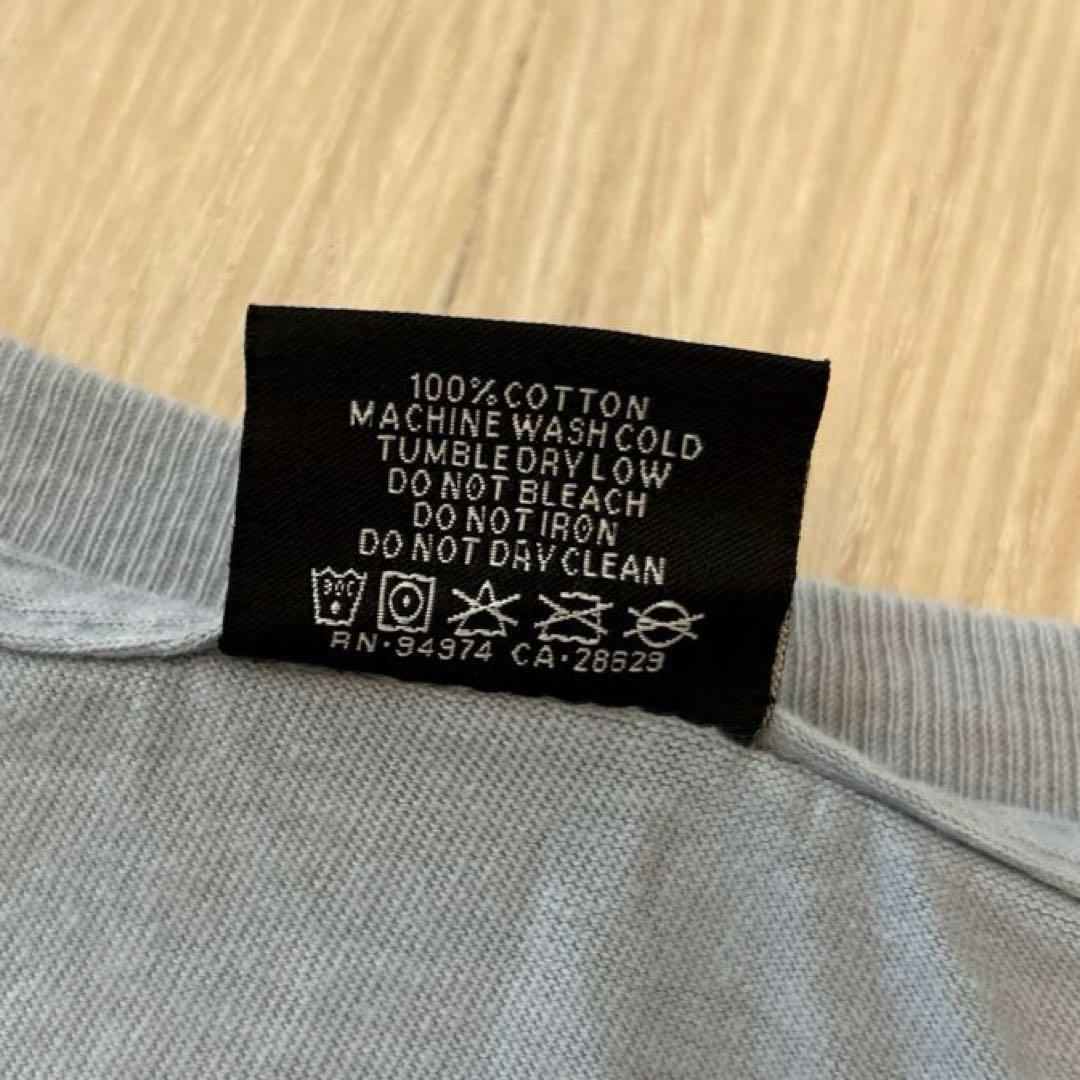 100% COTTON
MACHINE WASH COLD
TUMBLE DRY LOW
DO NOT BLEACH
DO NOT IRON
DO NOT DRY CLEAN
30C
RN·94974 CA·28629